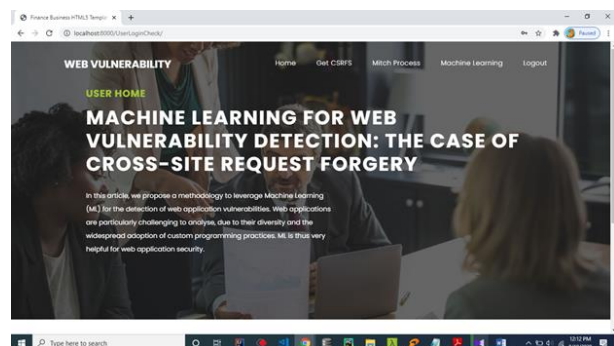 Finance Business HTML5 Templat
localhost:8000/UserLoginCheck/
Paused
WEB VULNERABILITY
Home
Get CSRFS
Mitch Process
Machine Learning
Logout
USER HOME
MACHINE LEARNING FOR WEB
VULNERABILITY DETECTION: THE CASE OF
CROSS-SITE REQUEST FORGERY
In this article, we propose a methodology to leverage Machine Learning
(ML) for the detection of web application vulnerabilities. Web applications
are particularly challenging to analyse, due to their diversity and the
widespread adoption of custom programming practices. ML is thus very
helpful for web application security.
Type here to search
10:12 PM